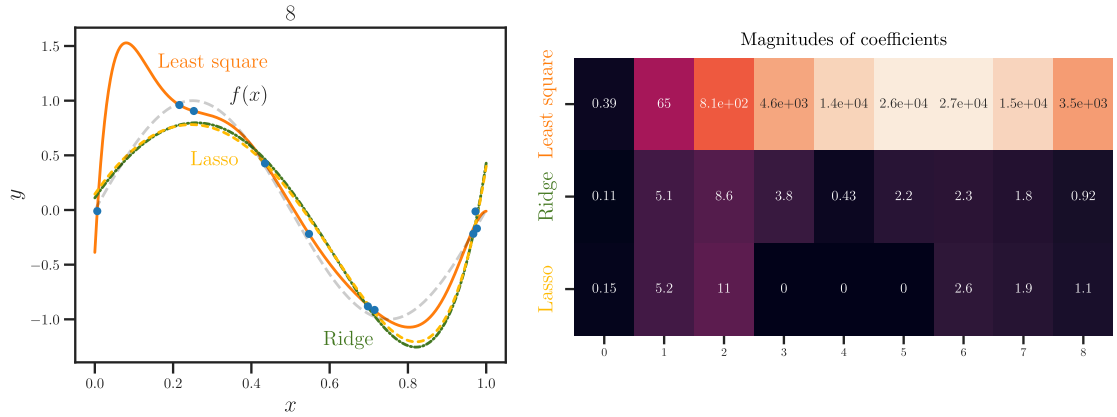 8
1.5
1.0
0.5
0.0
−0.5
−1.0
y
Least square
f(x)
Lasso
Ridge
0.0 0.2 0.4 0.6 0.8 1.0
x
Magnitudes of coefficients
Least square
0.39 65 8.1e+02 4.6e+03 1.4e+04 2.6e+04 2.7e+04 1.5e+04 3.5e+03
Ridge
0.11 5.1 8.6 3.8 0.43 2.2 2.3 1.8 0.92
Lasso
0.15 5.2 11 0 0 0 2.6 1.9 1.1
0 1 2 3 4 5 6 7 8